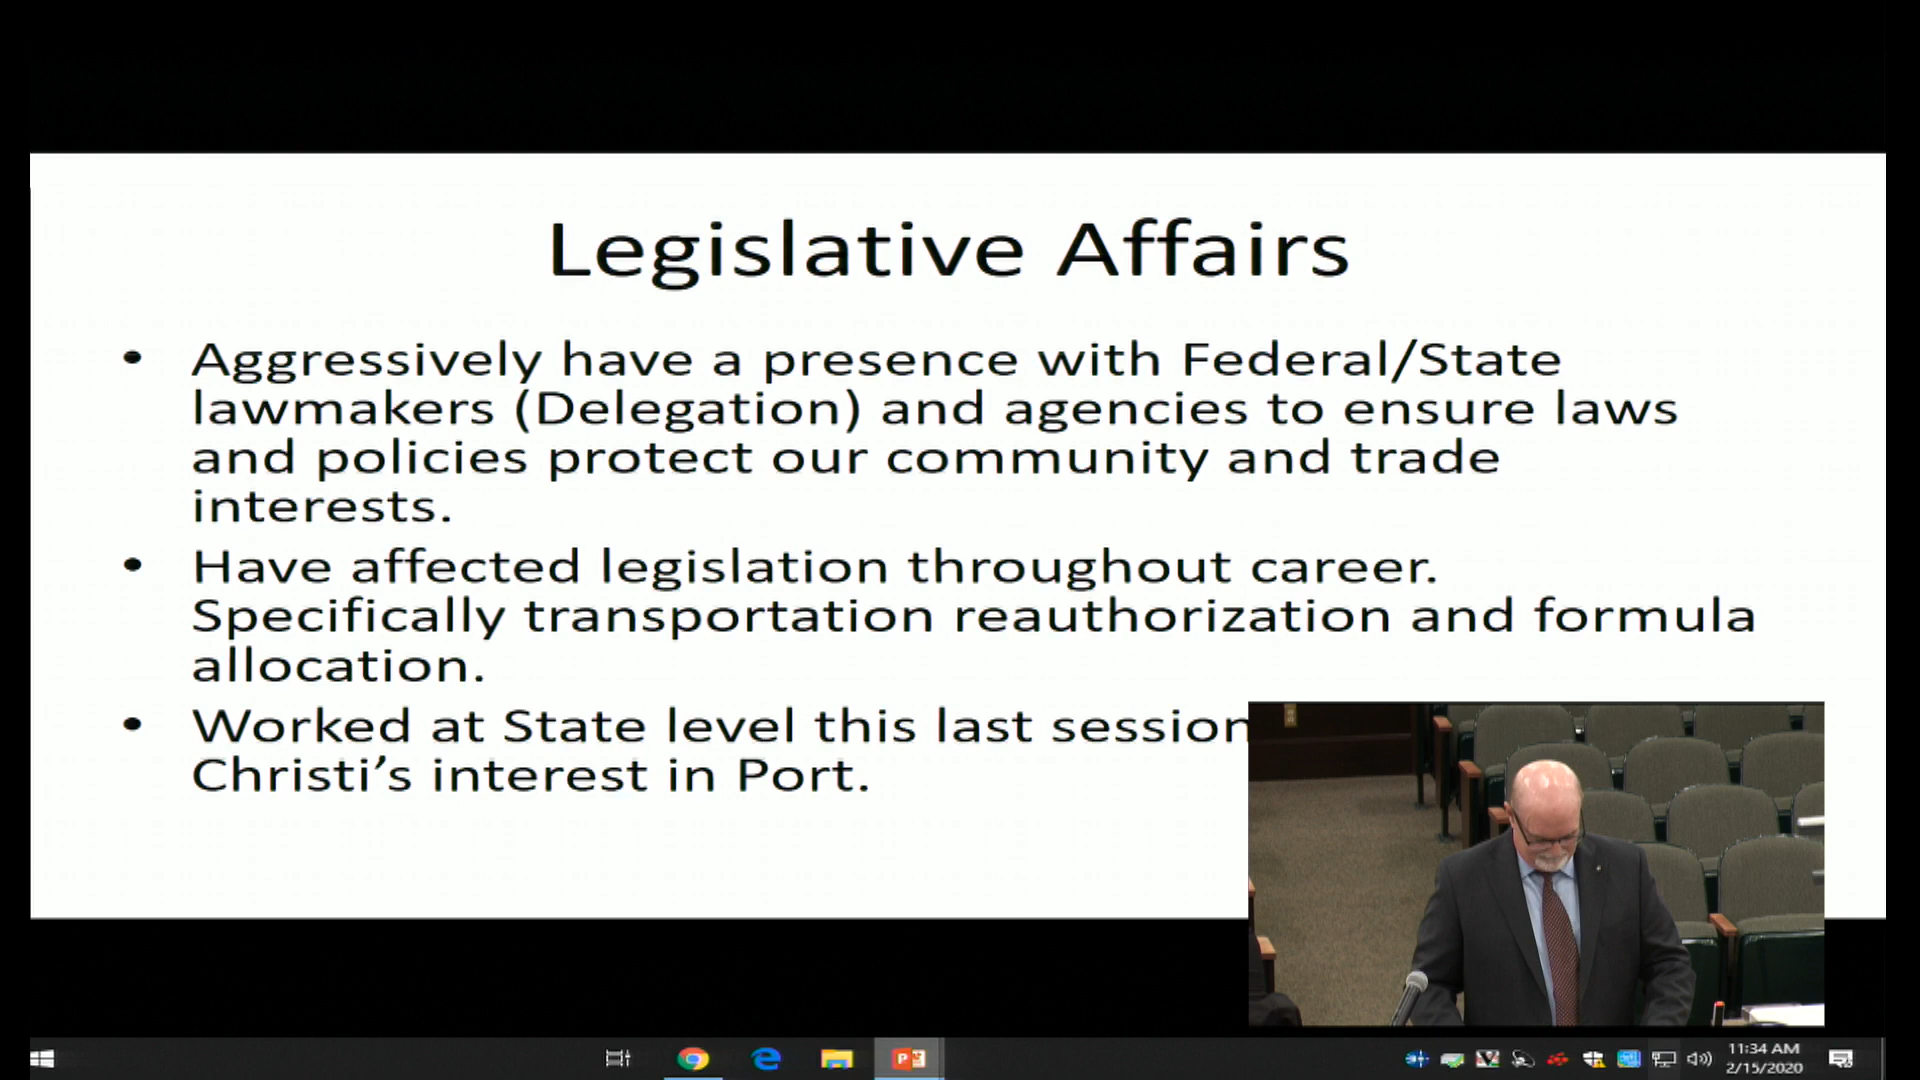 Legislative Affairs
• Aggressively have a presence with Federal/State
lawmakers (Delegation) and agencies to ensure laws
and policies protect our community and trade
interests.
• Have affected legislation throughout career.
Specifically transportation reauthorization and formula
allocation.
• Worked at State level this last session
Christi’s interest in Port.
11:34 AM
2/15/2020